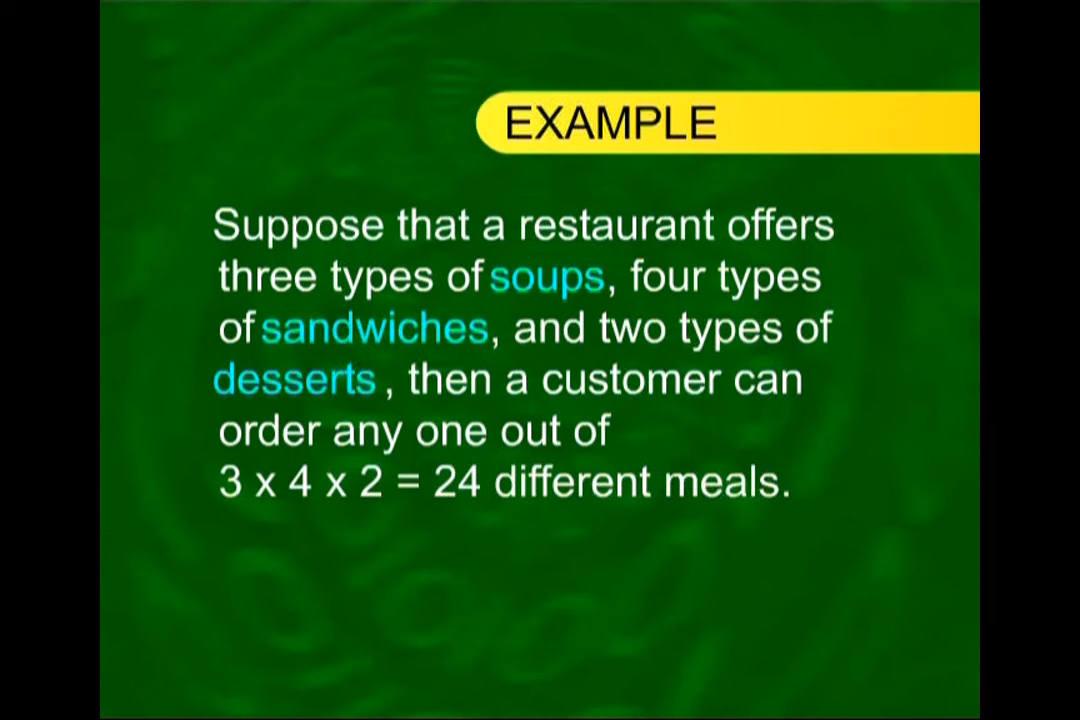 EXAMPLE
Suppose that a restaurant offers
three types of soups, four types
of sandwiches, and two types of
desserts , then a customer can
order any one out of
3 x 4 x 2 = 24 different meals.